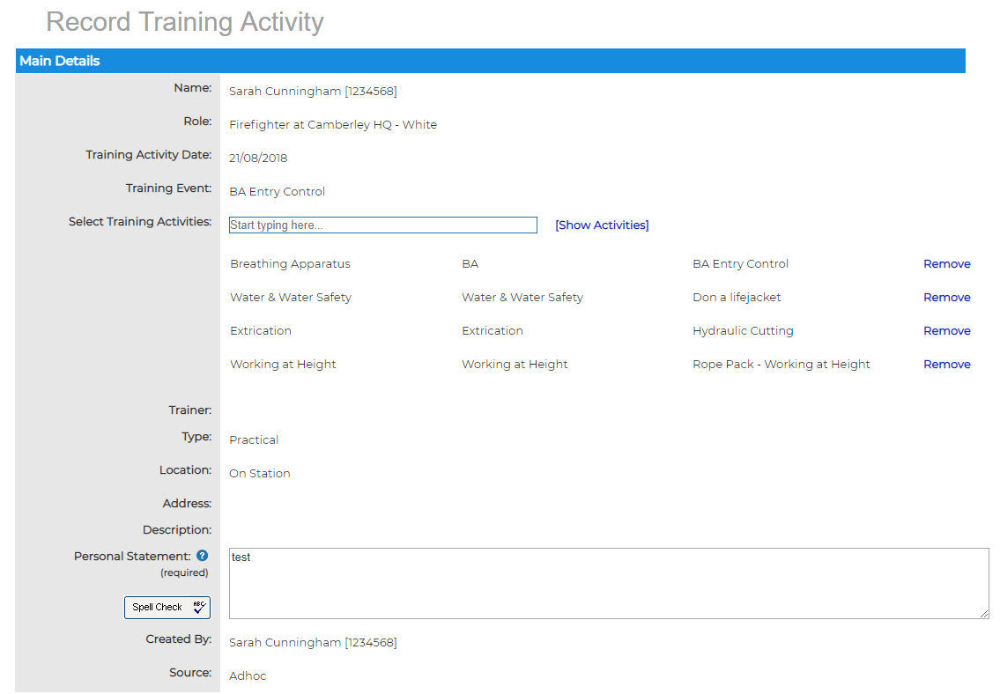 Record Training Activity
Main Details
Name: Sarah Cunningham [1234568]
Role: Firefighter at Camberley HQ - White
Training Activity Date: 21/08/2018
Training Event: BA Entry Control
Select Training Activities: Start typing here... [Show Activities]
Breathing Apparatus BA BA Entry Control Remove
Water & Water Safety Water & Water Safety Don a lifejacket Remove
Extrication Extrication Hydraulic Cutting Remove
Working at Height Working at Height Rope Pack - Working at Height Remove
Trainer:
Type: Practical
Location: On Station
Address:
Description:
Personal Statement: ? test
(required)
Spell Check ABC
Created By: Sarah Cunningham [1234568]
Source: Adhoc